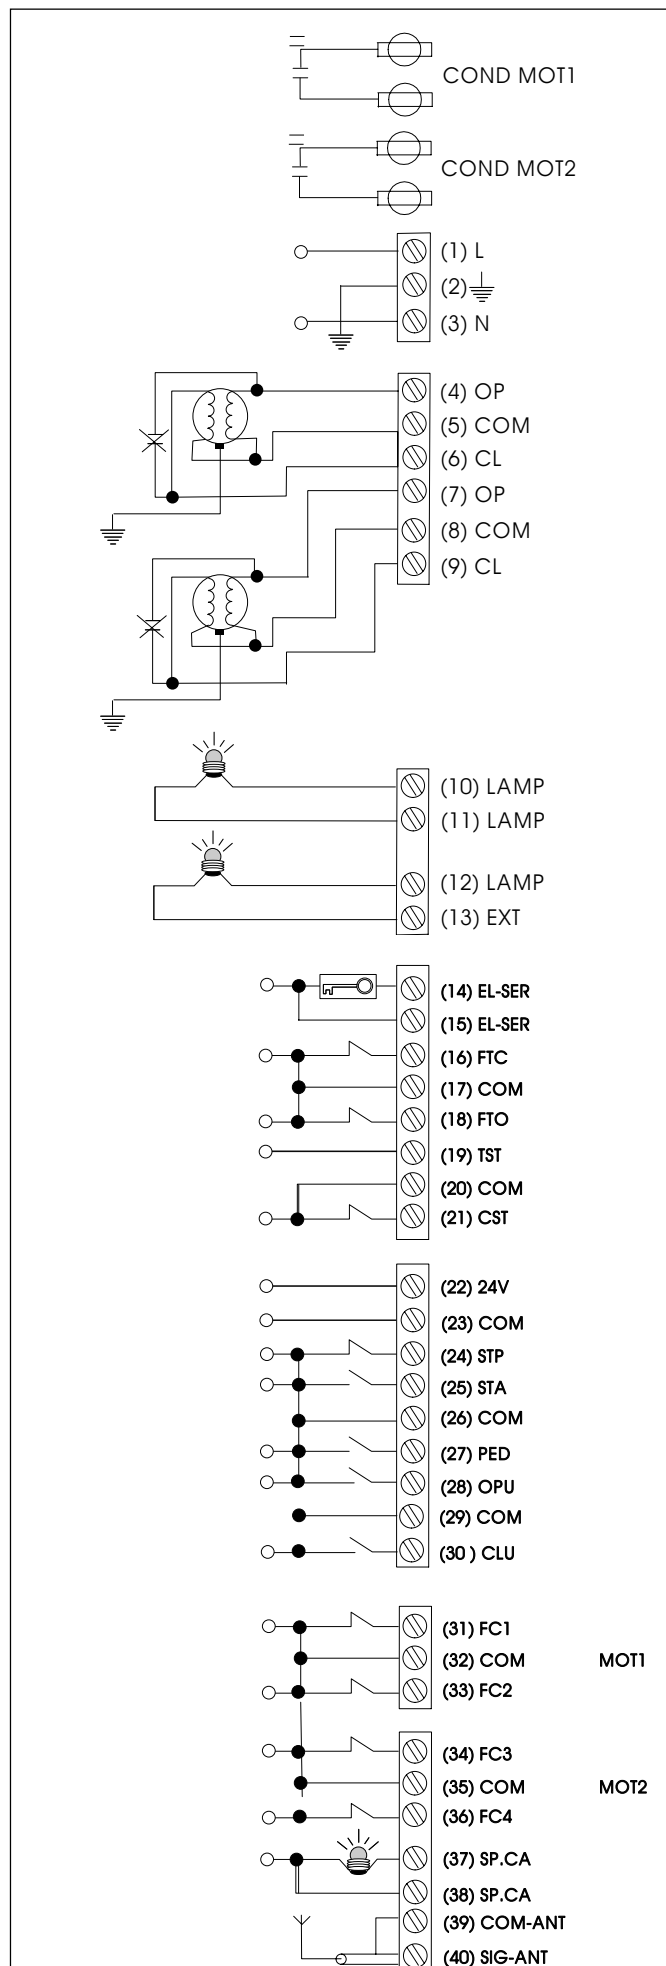 COND MOT1
COND MOT2
(1) L
(2)
(3) N
(4) OP
(5) COM
(6) CL
(7) OP
(8) COM
(9) CL
(10) LAMP
(11) LAMP
(12) LAMP
(13) EXT
(14) EL-SER
(15) EL-SER
(16) FTC
(17) COM
(18) FTO
(19) TST
(20) COM
(21) CST
(22) 24V
(23) COM
(24) STP
(25) STA
(26) COM
(27) PED
(28) OPU
(29) COM
(30 ) CLU
(31) FC1
(32) COM MOT1
(33) FC2
(34) FC3
(35) COM MOT2
(36) FC4
(37) SP.CA
(38) SP.CA
(39) COM-ANT
(40) SIG-ANT